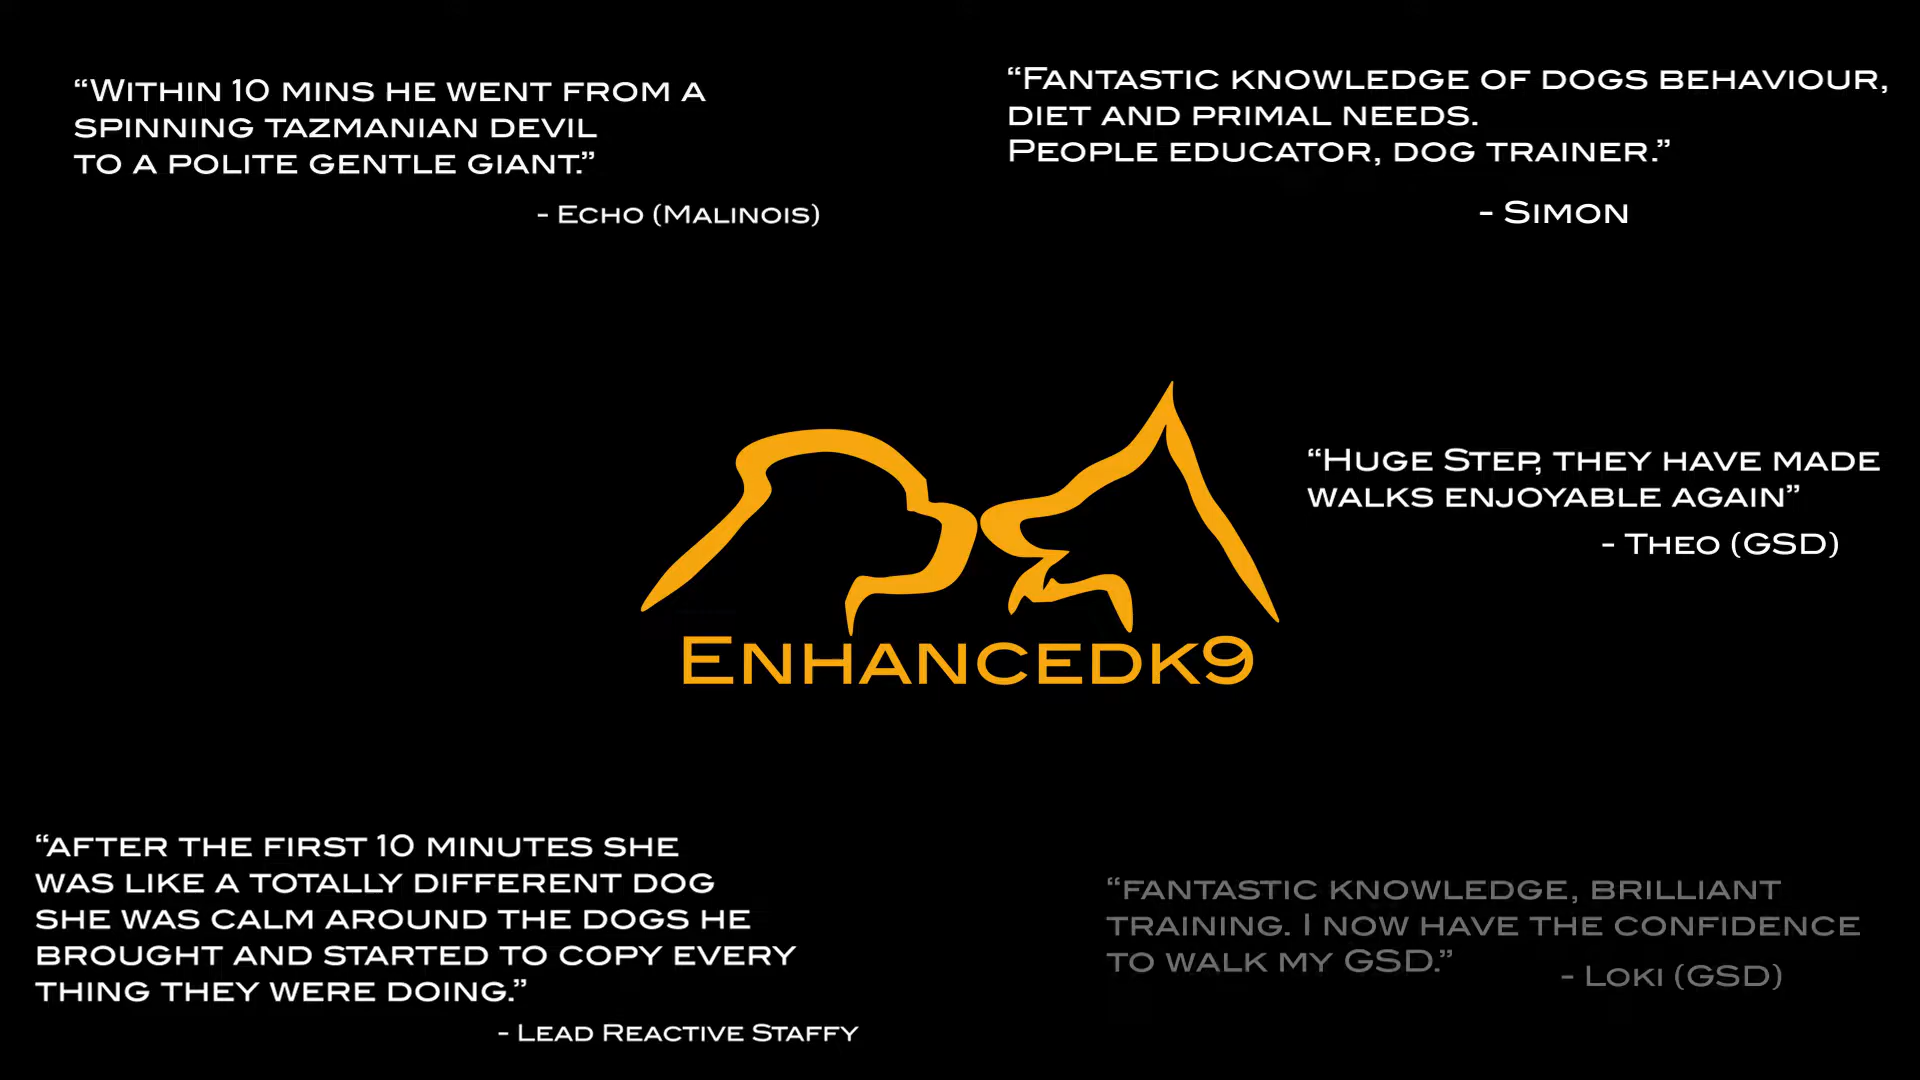 “Within 10 mins he went from a
spinning Tazmanian devil
to a polite gentle giant.”
- Echo (Malinois)
“Fantastic knowledge of dogs behaviour,
diet and primal needs.
People educator, dog trainer.”
- Simon
“Huge Step, they have made
walks enjoyable again”
- Theo (GSD)
Enhancedk9
“after the first 10 minutes she
was like a totally different dog
she was calm around the dogs he
brought and started to copy every
thing they were doing.”
- Lead Reactive Staffy
“fantastic knowledge, brilliant
training. I now have the confidence
to walk my GSD.”
- Loki (GSD)